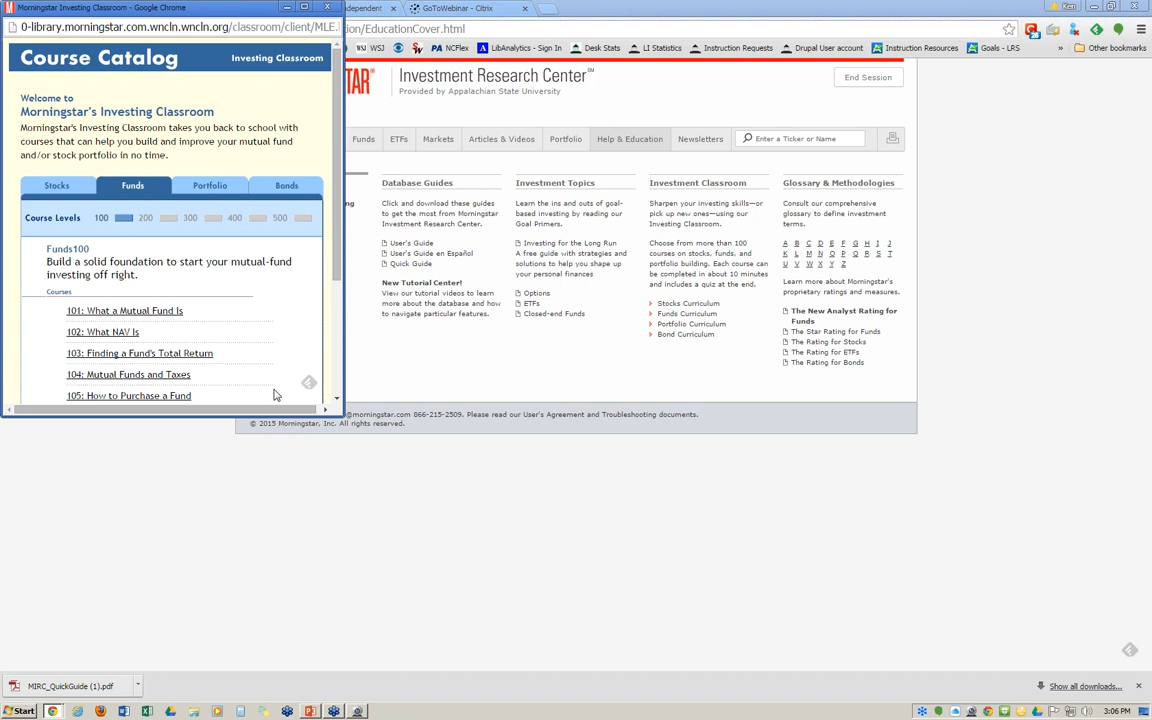 Morningstar Investing Classroom - Google Chrome
0-library.morningstar.com.wncln.wncln.org/classroom/client/MLE.
Course Catalog
Investing Classroom
Welcome to
Morningstar's Investing Classroom
Morningstar's Investing Classroom takes you back to school with
courses that can help you build and improve your mutual fund
and/or stock portfolio in no time.
Stocks
Funds
Portfolio
Bonds
Course Levels
100
200
300
400
500
Funds100
Build a solid foundation to start your mutual-fund
investing off right.
Courses
101: What a Mutual Fund Is
102: What NAV Is
103: Finding a Fund's Total Return
104: Mutual Funds and Taxes
105: How to Purchase a Fund
ndependent
GoToWebinar - Citrix
Ken
ion/EducationCover.html
WSJ
NCFlex
LibAnalytics - Sign In
Desk Stats
LI Statistics
Instruction Requests
Drupal User account
Instruction Resources
Goals - LRS
»
Other bookmarks
AR®
Investment Research Center℠
Provided by Appalachian State University
End Session
Funds
ETFs
Markets
Articles & Videos
Portfolio
Help & Education
Newsletters
Enter a Ticker or Name
Database Guides
Click and download these guides
to get the most from Morningstar
Investment Research Center.
User's Guide
User's Guide en Español
Quick Guide
New Tutorial Center!
View our tutorial videos to learn
more about the database and how
to navigate particular features.
Investment Topics
Learn the ins and outs of goal-
based investing by reading our
Goal Primers.
Investing for the Long Run
A free guide with strategies and
solutions to help you shape up
your personal finances
Options
ETFs
Closed-end Funds
Investment Classroom
Sharpen your investing skills—or
pick up new ones—using our
Investing Classroom.
Choose from more than 100
courses on stocks, funds, and
portfolio building. Each course can
be completed in about 10 minutes
and includes a quiz at the end.
Stocks Curriculum
Funds Curriculum
Portfolio Curriculum
Bond Curriculum
Glossary & Methodologies
Consult our comprehensive
glossary to define investment
terms.
A B C D E F G H I J
K L M N O P Q R S T
U V W X Y Z
Learn more about Morningstar's
proprietary ratings and measures.
The New Analyst Rating for
Funds
The Star Rating for Funds
The Rating for Stocks
The Rating for ETFs
The Rating for Bonds
@morningstar.com 866-215-2509. Please read our User's Agreement and Troubleshooting documents.
© 2015 Morningstar, Inc. All rights reserved.
MIRC_QuickGuide (1).pdf
Show all downloads...
Start
3:06 PM